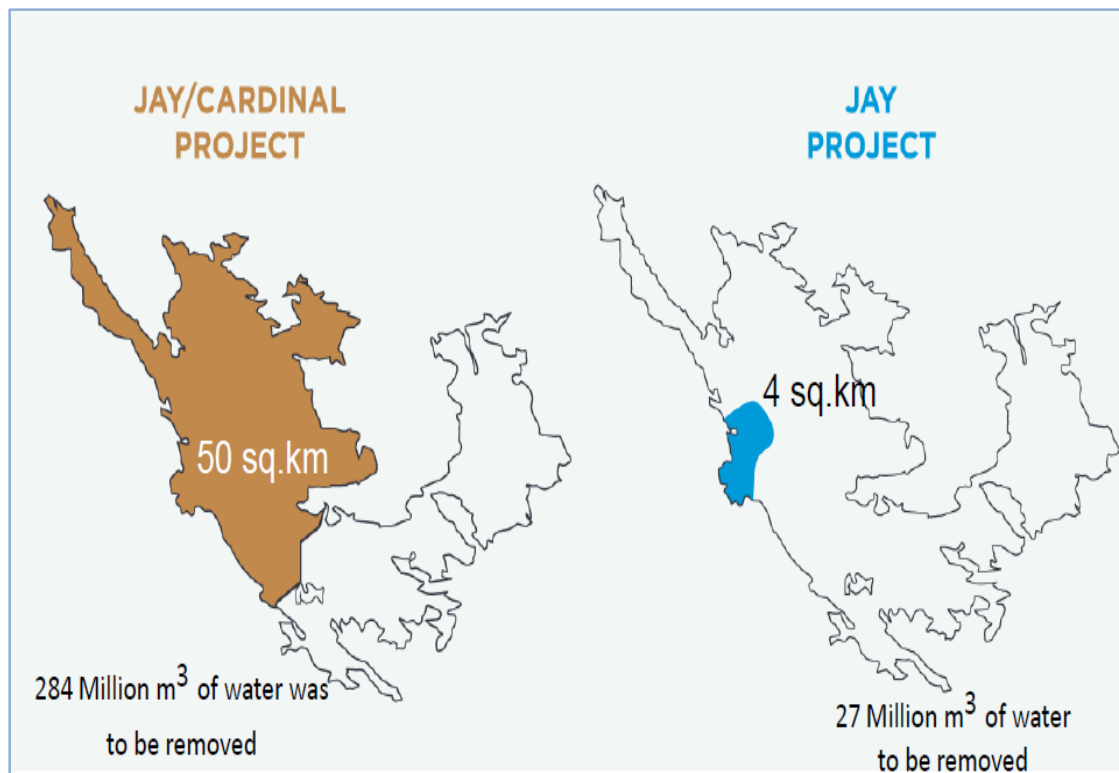 JAY/CARDINAL
PROJECT
50 sq.km
284 Million m³ of water was
to be removed
JAY
PROJECT
4 sq.km
27 Million m³ of water
to be removed